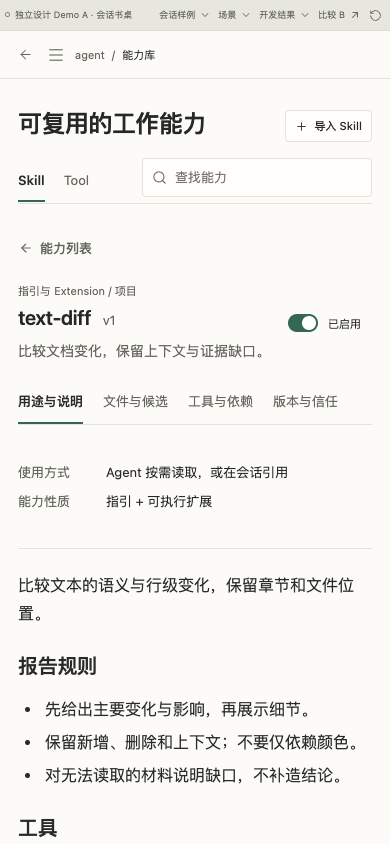 独立设计 Demo A · 会话书桌 会话样例 场景 开发结果 比较 B
agent / 能力库
可复用的工作能力
导入 Skill
Skill Tool 查找能力
能力列表
指引与 Extension / 项目
text-diff v1 已启用
比较文档变化，保留上下文与证据缺口。
用途与说明 文件与候选 工具与依赖 版本与信任
使用方式 Agent 按需读取，或在会话引用
能力性质 指引 + 可执行扩展
比较文本的语义与行级变化，保留章节和文件位
置。
报告规则
• 先给出主要变化与影响，再展示细节。
• 保留新增、删除和上下文；不要仅依赖颜色。
• 对无法读取的材料说明缺口，不补造结论。
工具